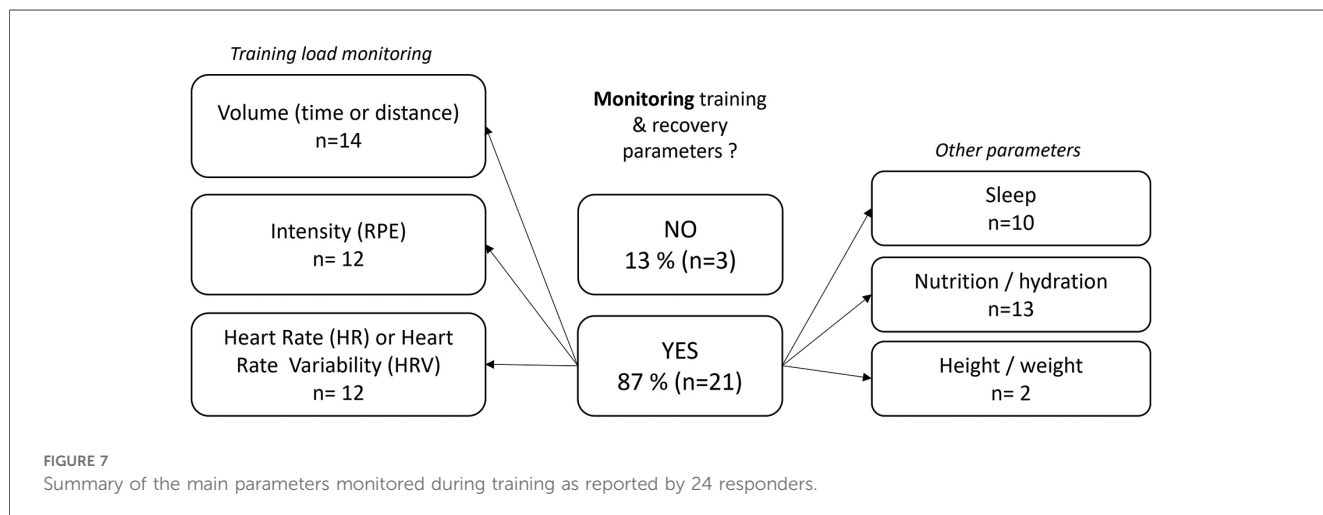 Training load monitoring
Volume (time or distance)
n=14
Intensity (RPE)
n= 12
Heart Rate (HR) or Heart
Rate Variability (HRV)
n= 12
Monitoring training
& recovery
parameters ?
NO
13 % (n=3)
YES
87 % (n=21)
Other parameters
Sleep
n=10
Nutrition / hydration
n=13
Height / weight
n= 2
FIGURE 7
Summary of the main parameters monitored during training as reported by 24 responders.